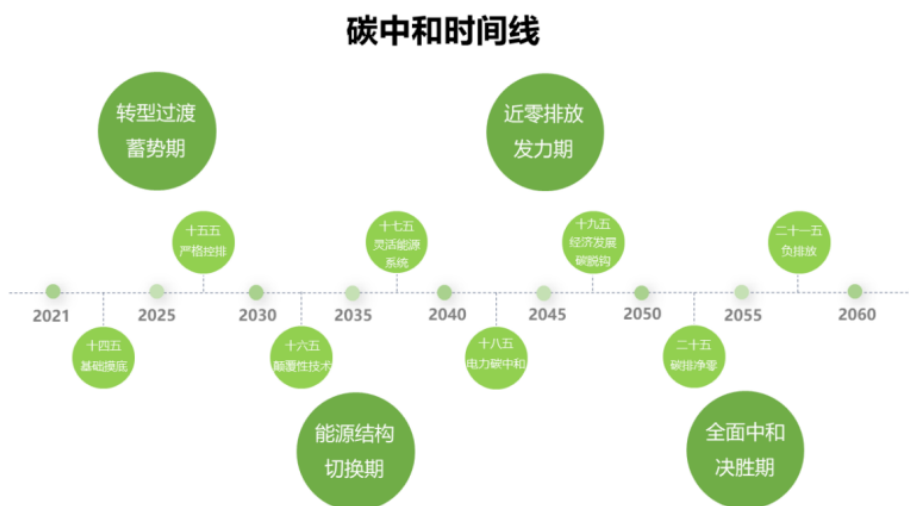 碳中和时间线
转型过渡
蓄势期
近零排放
发力期
十五五
严格控排
十七五
灵活能源
系统
十九五
经济发展
碳脱钩
二十一五
负排放
2021
2025
2030
2035
2040
2045
2050
2055
2060
十四五
基础摸底
十六五
颠覆性技术
十八五
电力碳中和
二十五
碳排净零
能源结构
切换期
全面中和
决胜期